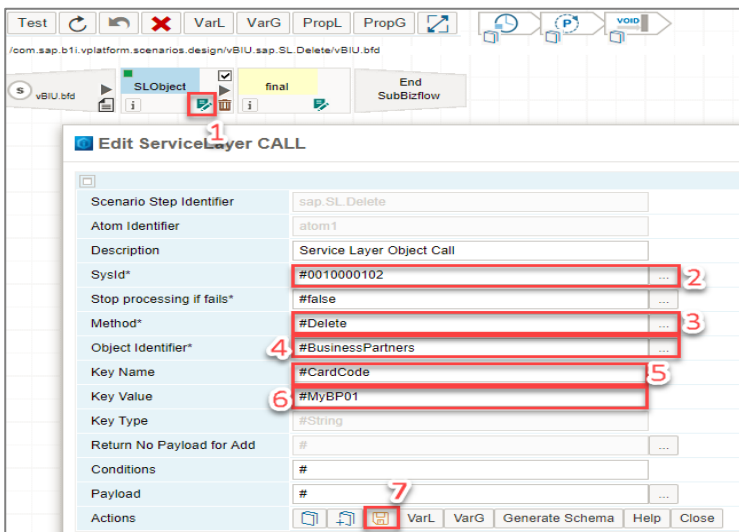 Test VarL VarG PropL PropG P VOID
/com.sap.b1i.vplatform.scenarios.design/vBIU.sap.SL.Delete/vBIU.bfd
S vBIU.bfd SLObject i final i End
SubBizflow
1
Edit ServiceLayer CALL
Scenario Step Identifier sap.SL.Delete
Atom Identifier atom1
Description Service Layer Object Call
SysId* #0010000102 ... 2
Stop processing if fails* #false ...
Method* #Delete ... 3
Object Identifier* 4 #BusinessPartners ...
Key Name #CardCode 5
Key Value 6 #MyBP01
Key Type #String
Return No Payload for Add # ...
Conditions #
Payload # ...
7
Actions VarL VarG Generate Schema Help Close